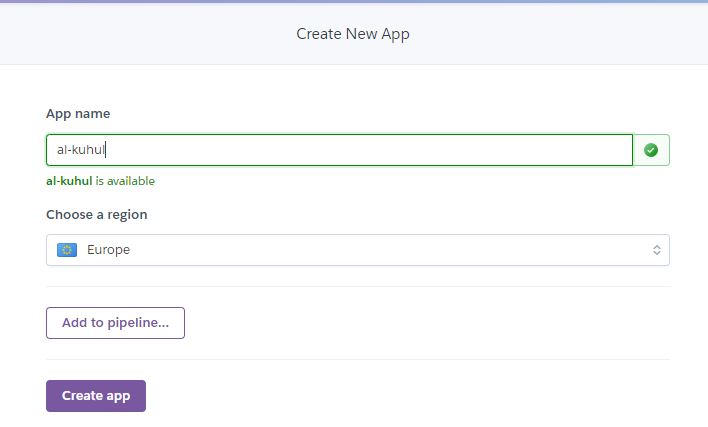 Create New App
App name
al-kuhul
al-kuhul is available
Choose a region
Europe
Add to pipeline...
Create app